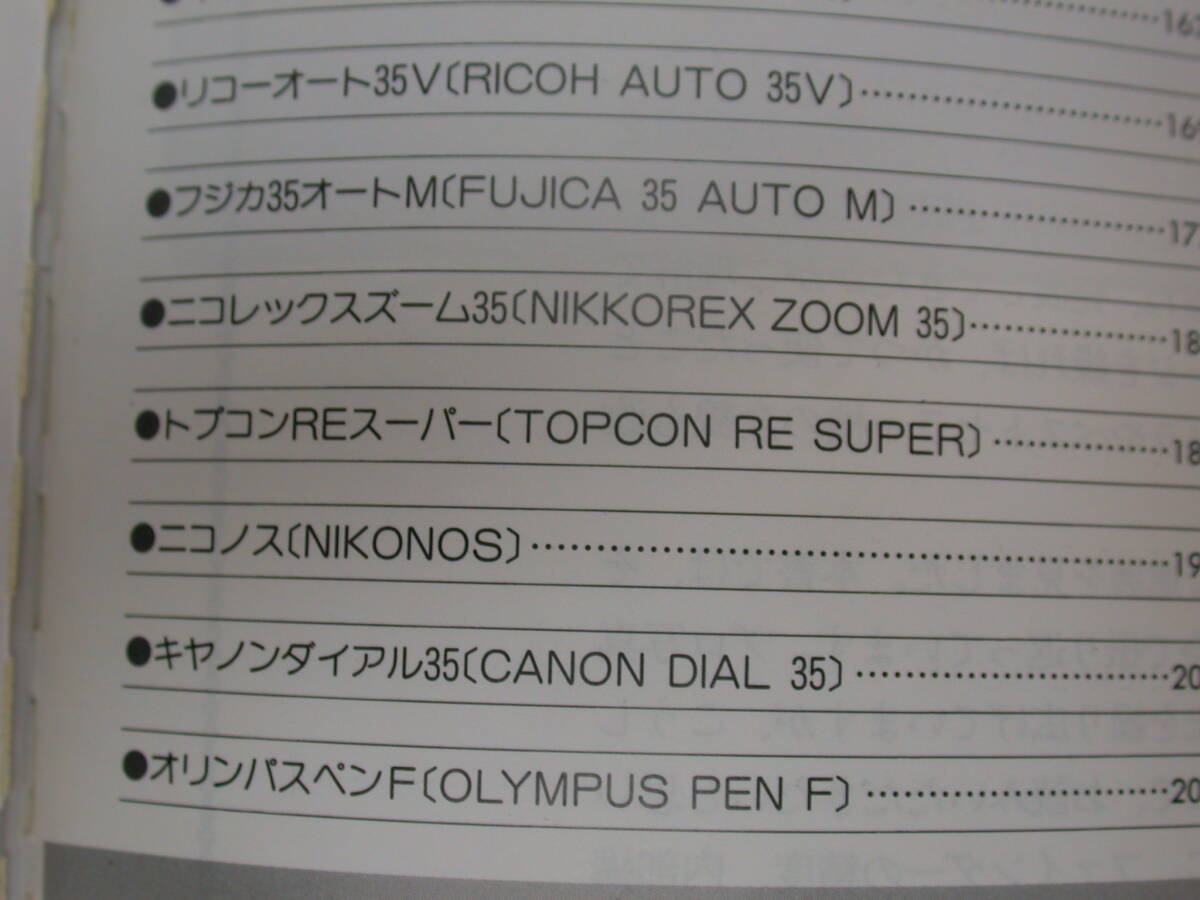 ●リコーオート35V〔RICOH AUTO 35V〕
●フジカ35オートM〔FUJICA 35 AUTO M〕
●ニコレックスズーム35〔NIKKOREX ZOOM 35〕
●トプコンREスーパー〔TOPCON RE SUPER〕
●ニコノス〔NIKONOS〕
●キヤノンダイアル35〔CANON DIAL 35〕
●オリンパスペンF〔OLYMPUS PEN F〕